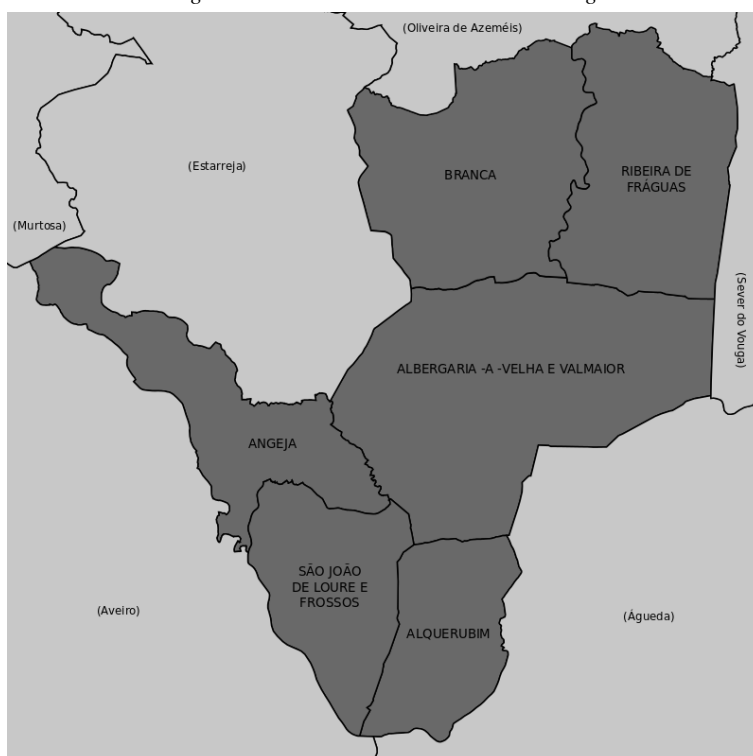 (Oliveira de Azeméis)
(Estarreja)
BRANCA
RIBEIRA DE
FRÁGUAS
(Murtosa)
(Sever do Vouga)
ALBERGARIA -A -VELHA E VALMAIOR
ANGEJA
SÃO JOÃO
DE LOURE E
FROSSOS
(Aveiro)
(Águeda)
ALQUERUBIM